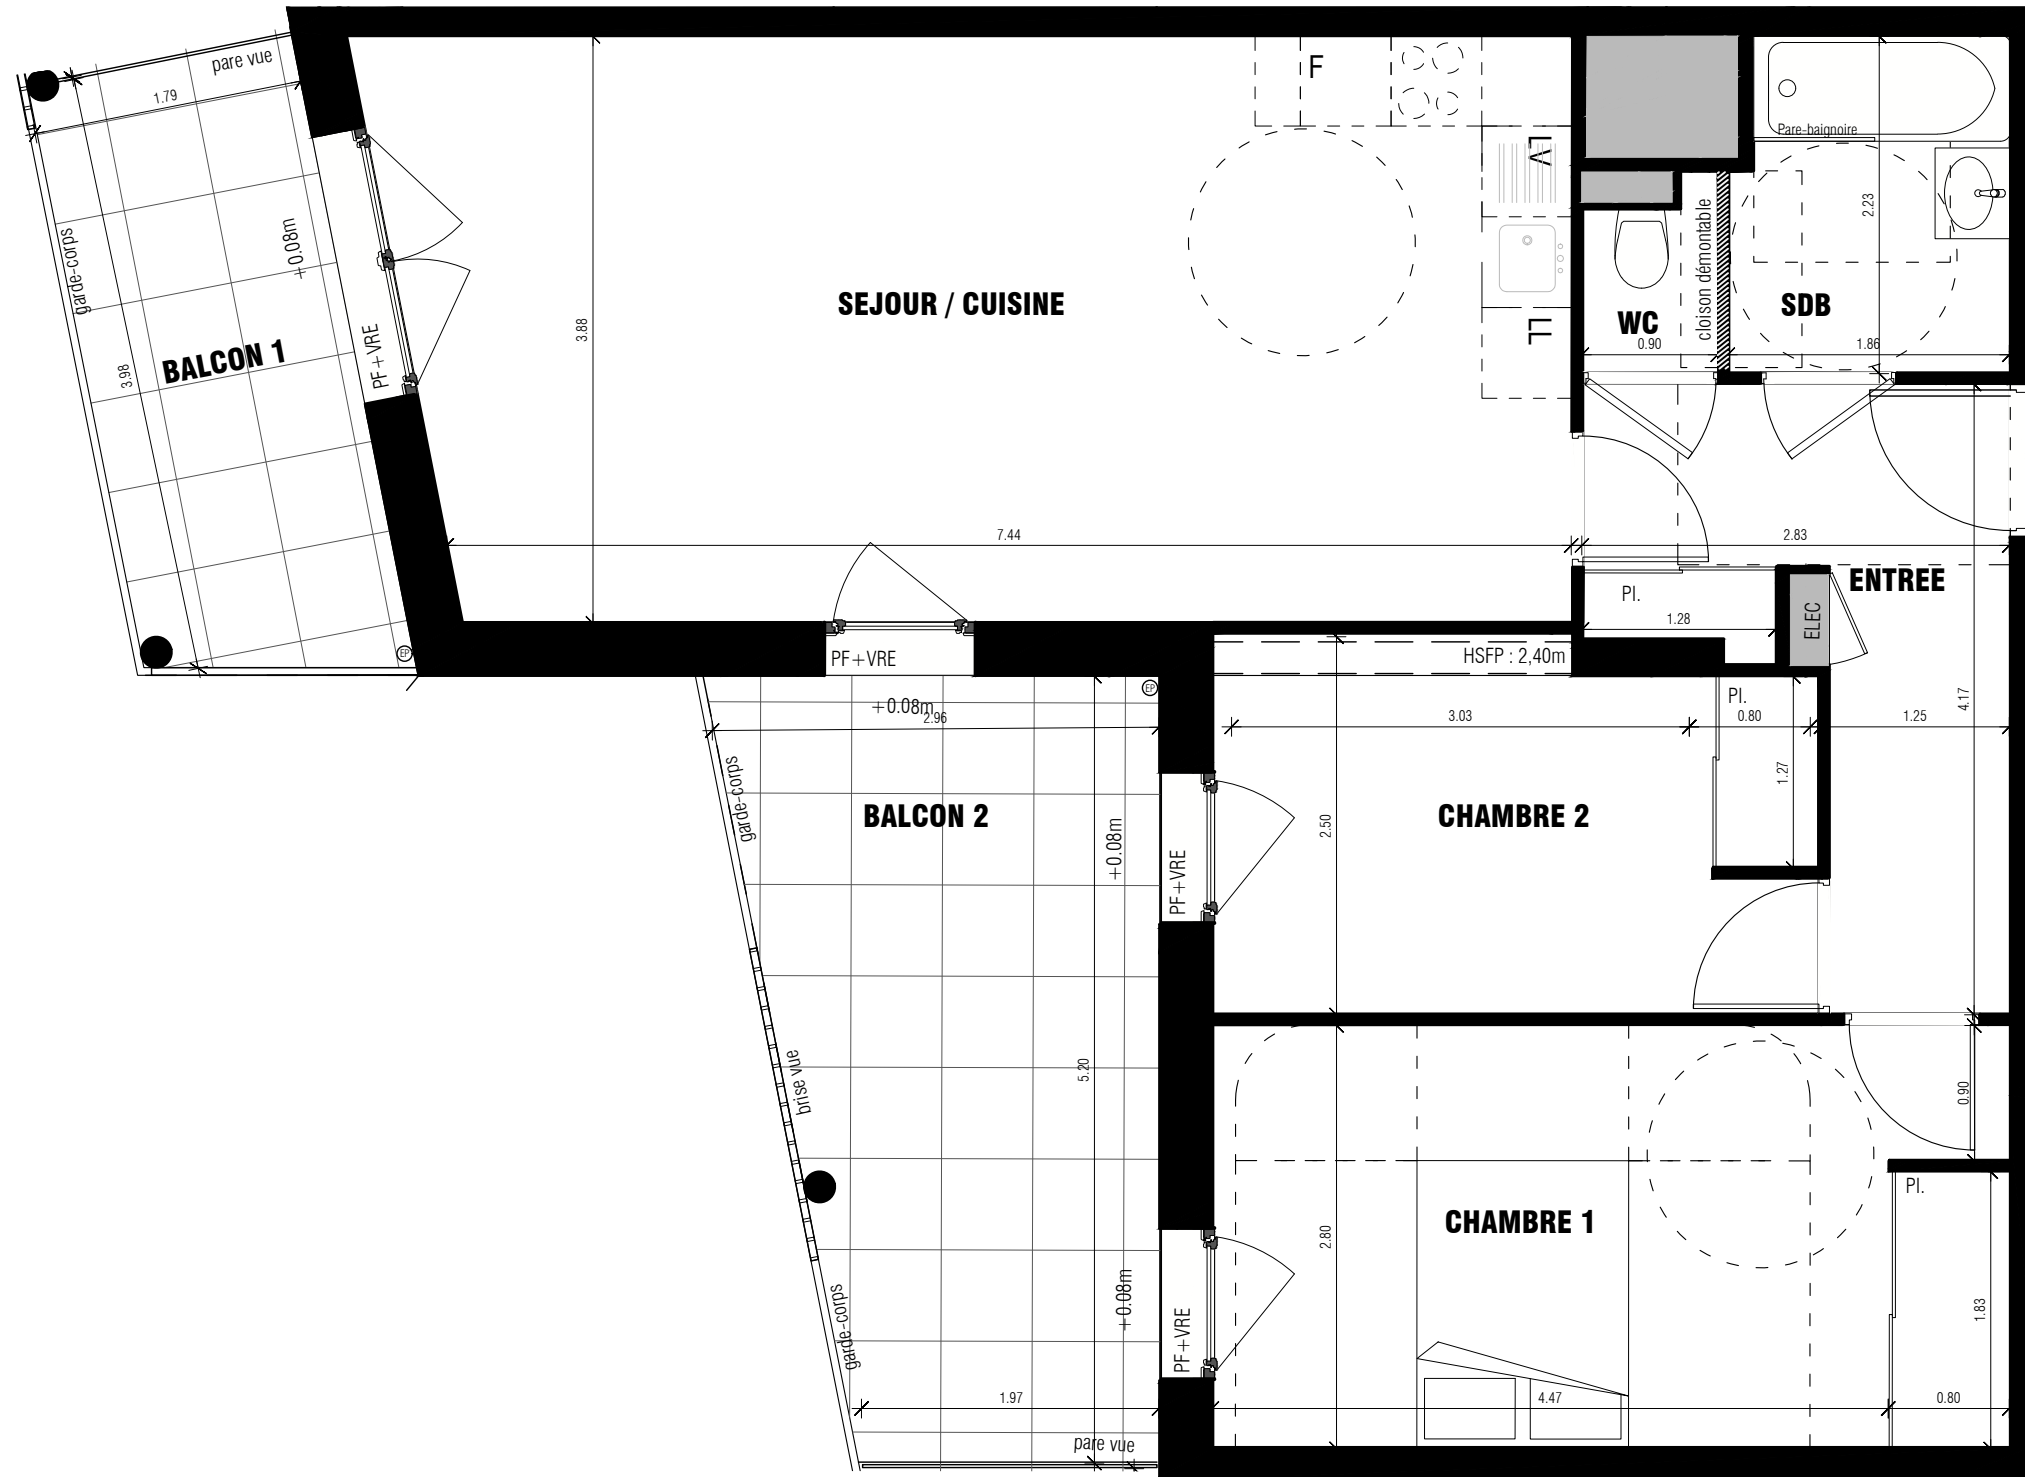 pare vue
1.79
garde-corps
+0.08m
BALCON 1
3.98
PF+VRE
EP
SEJOUR / CUISINE
3.88
7.44
F
LV
LL
WC
0.90
cloison démontable
Pare-baignoire
2.23
SDB
1.86
2.83
ENTREE
Pl.
1.28
ELEC
4.17
1.25
PF+VRE
+0.08m
2.96
EP
garde-corps
BALCON 2
+0.08m
PF+VRE
brise vue
5.20
garde-corps
+0.08m
PF+VRE
1.97
pare vue
HSFP : 2,40m
3.03
Pl.
0.80
1.27
2.50
CHAMBRE 2
0.90
CHAMBRE 1
2.80
Pl.
1.83
4.47
0.80